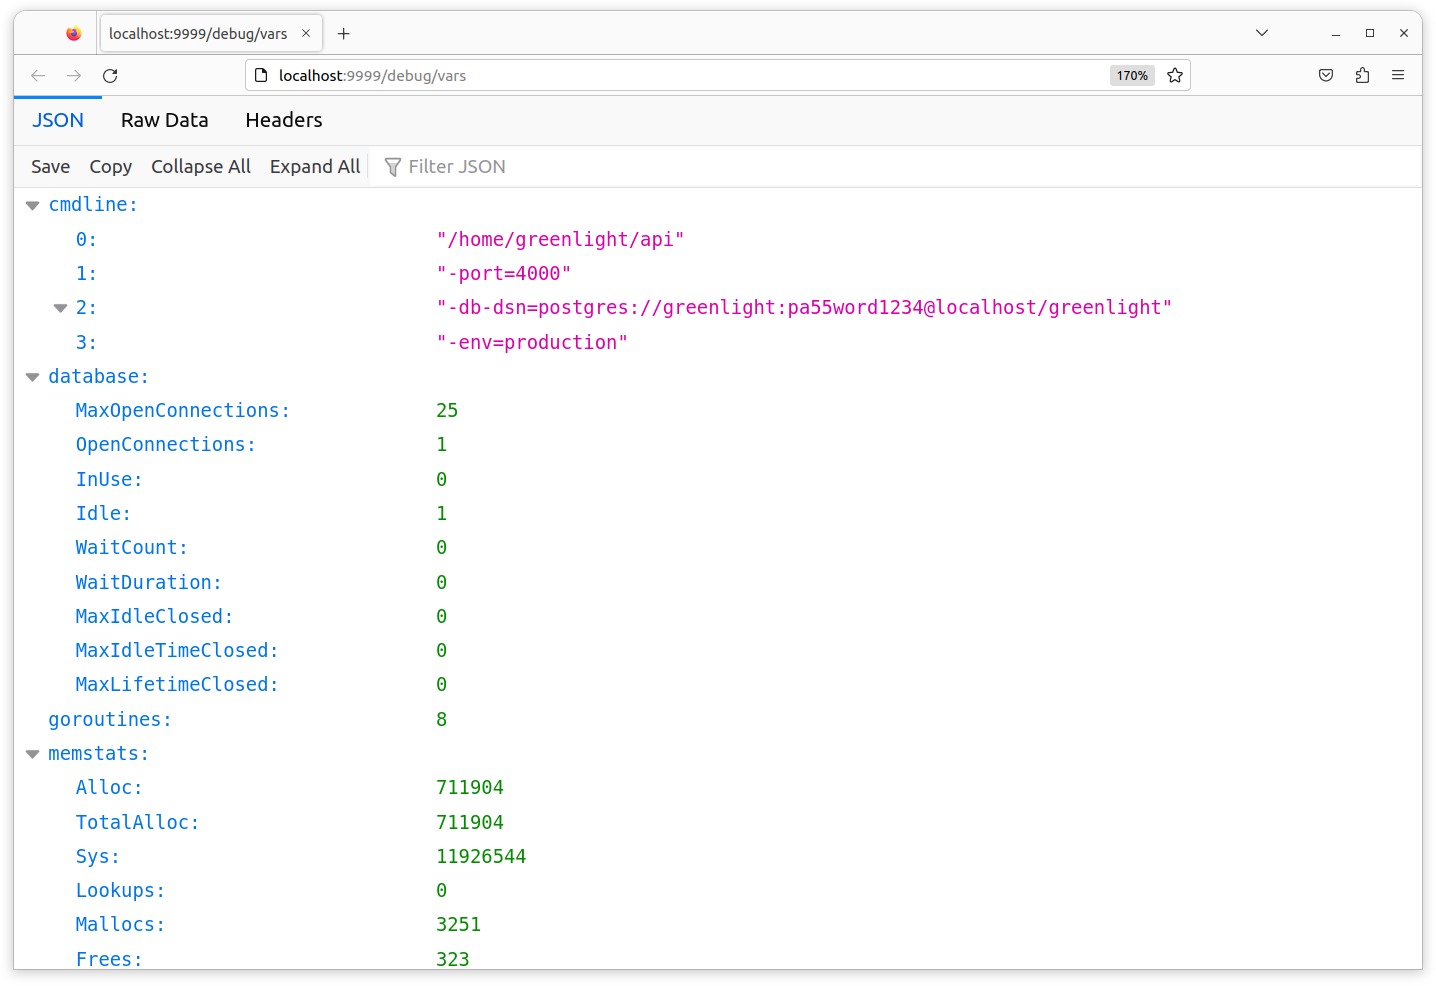 localhost:9999/debug/vars
localhost:9999/debug/vars 170%
JSON Raw Data Headers
Save Copy Collapse All Expand All Filter JSON
cmdline:
0: "/home/greenlight/api"
1: "-port=4000"
2: "-db-dsn=postgres://greenlight:pa55word1234@localhost/greenlight"
3: "-env=production"
database:
MaxOpenConnections: 25
OpenConnections: 1
InUse: 0
Idle: 1
WaitCount: 0
WaitDuration: 0
MaxIdleClosed: 0
MaxIdleTimeClosed: 0
MaxLifetimeClosed: 0
goroutines: 8
memstats:
Alloc: 711904
TotalAlloc: 711904
Sys: 11926544
Lookups: 0
Mallocs: 3251
Frees: 323